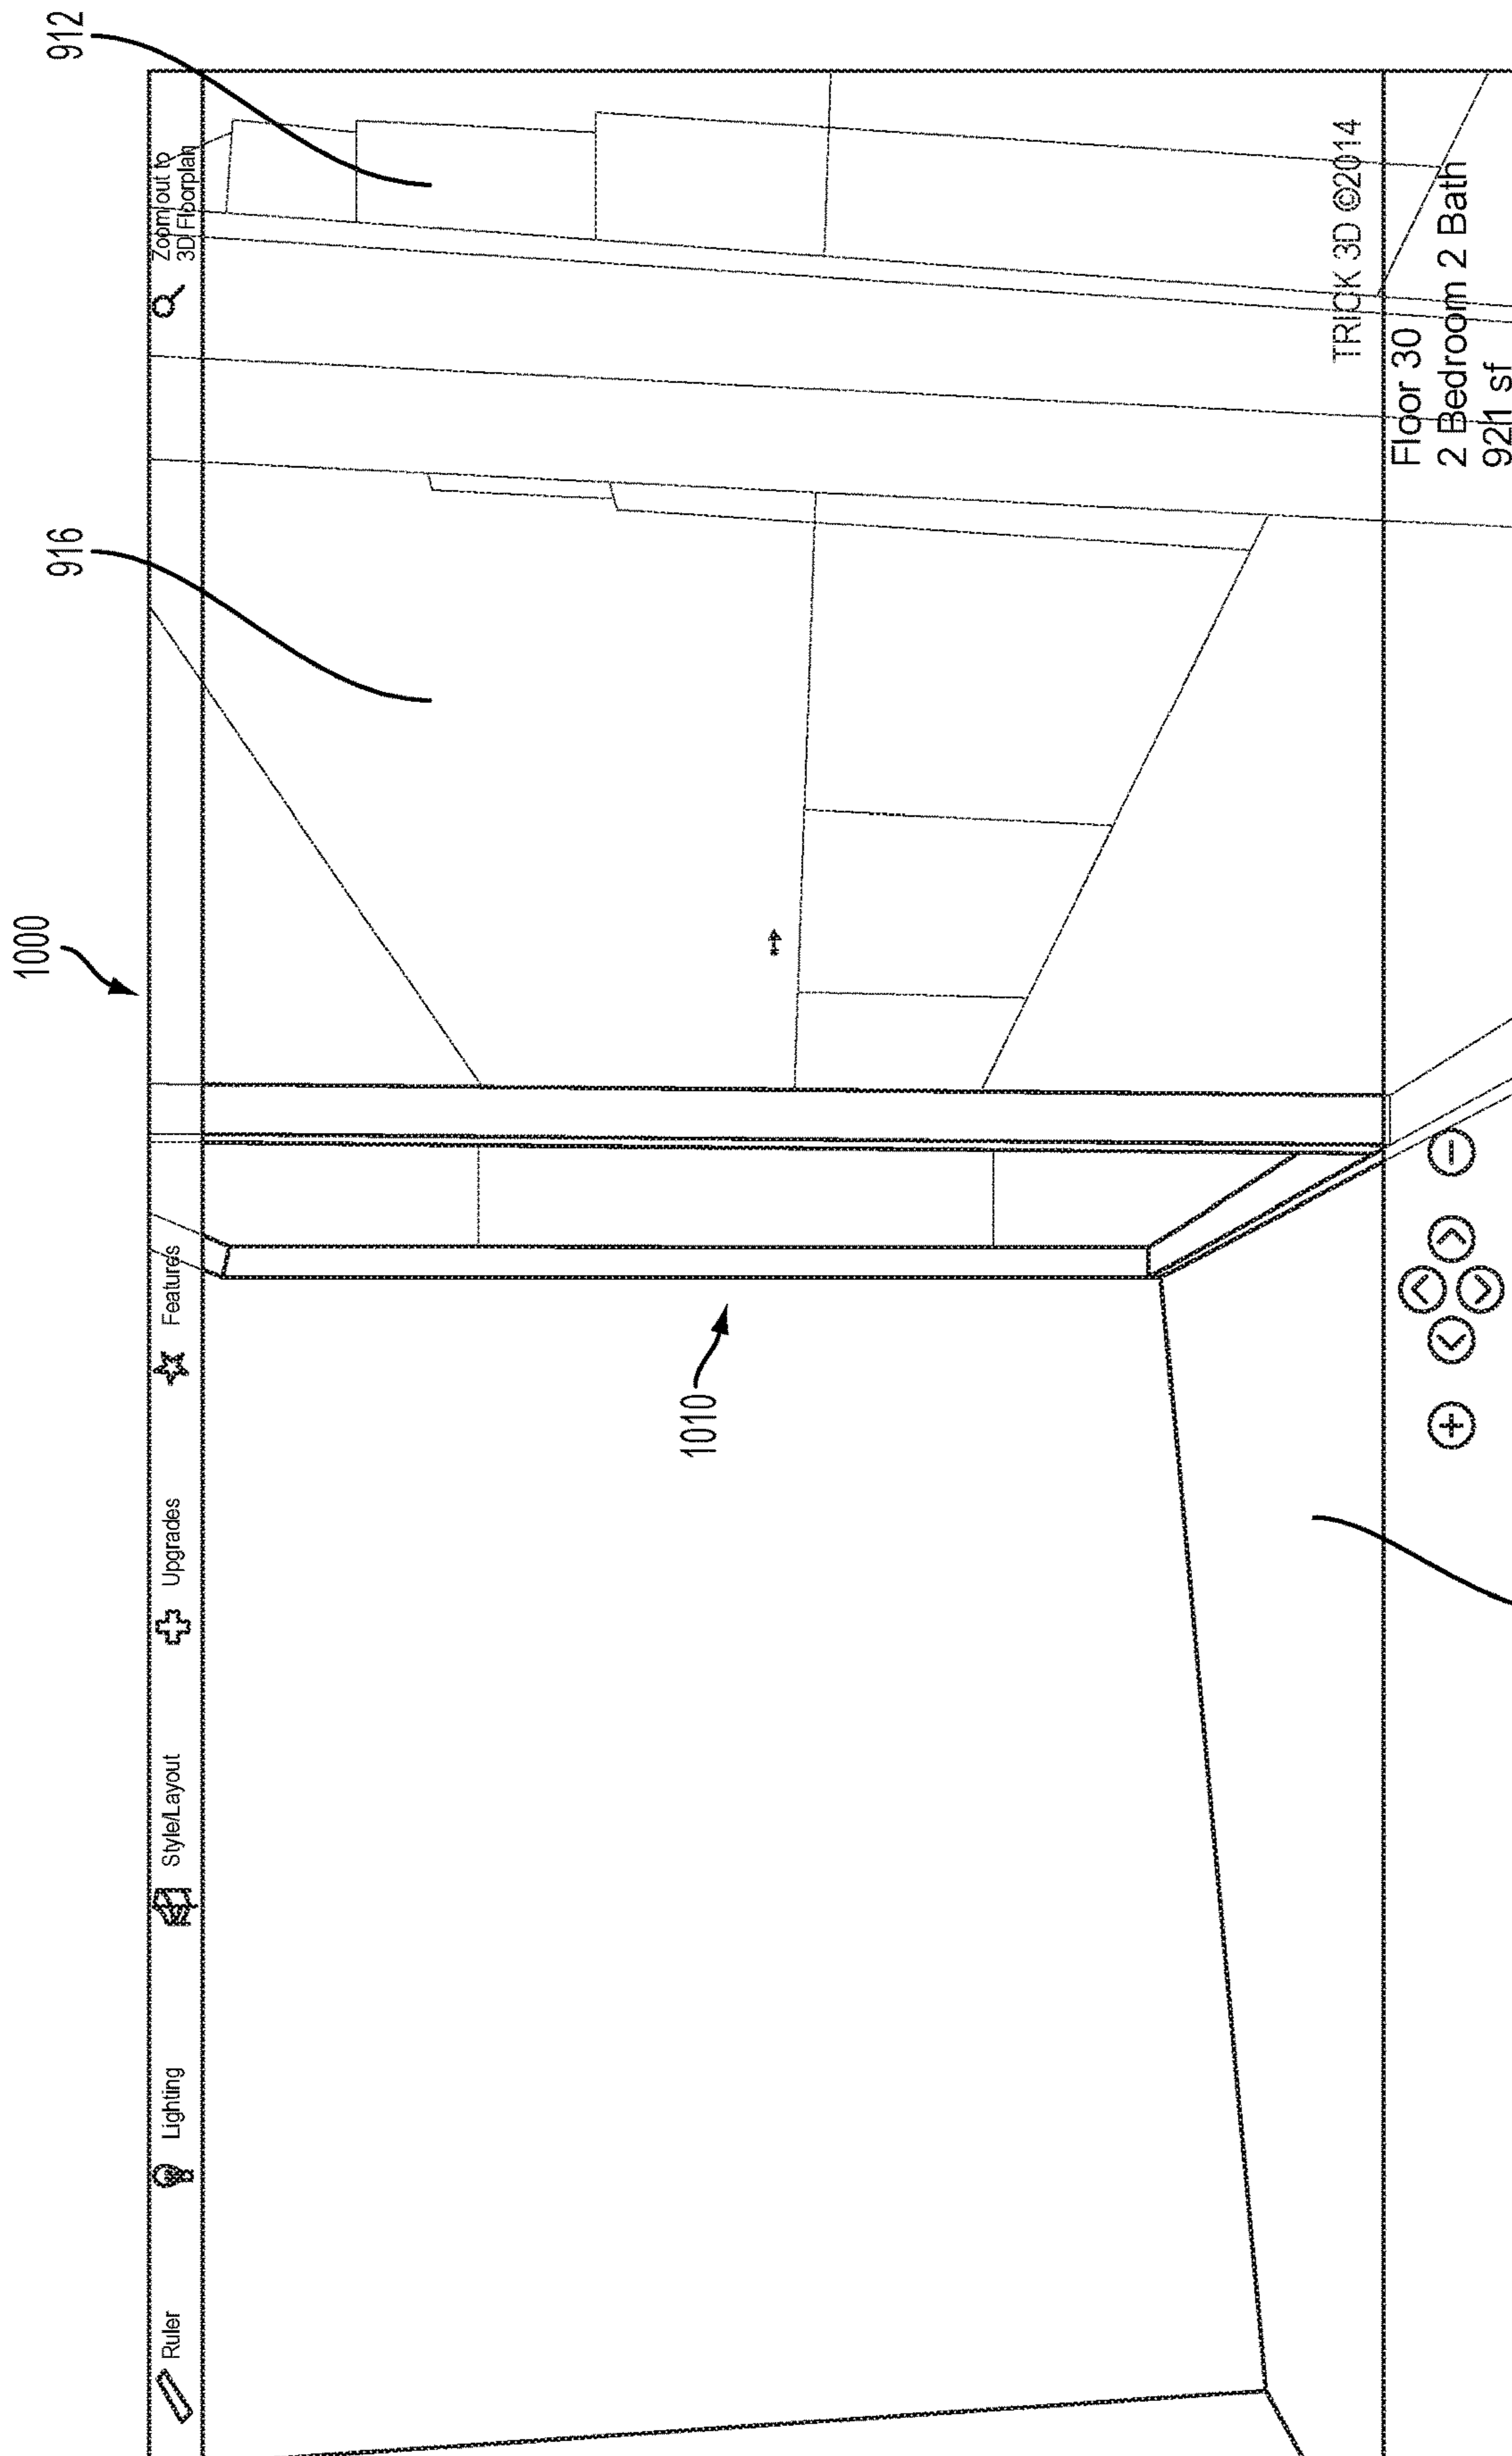 1000
916
912
Ruler
Lighting
Style/Layout
Upgrades
Features
Zoom out to
3D Floorplan
1010
TRICK 3D ©2014
Floor 30
2 Bedroom 2 Bath
921 sf